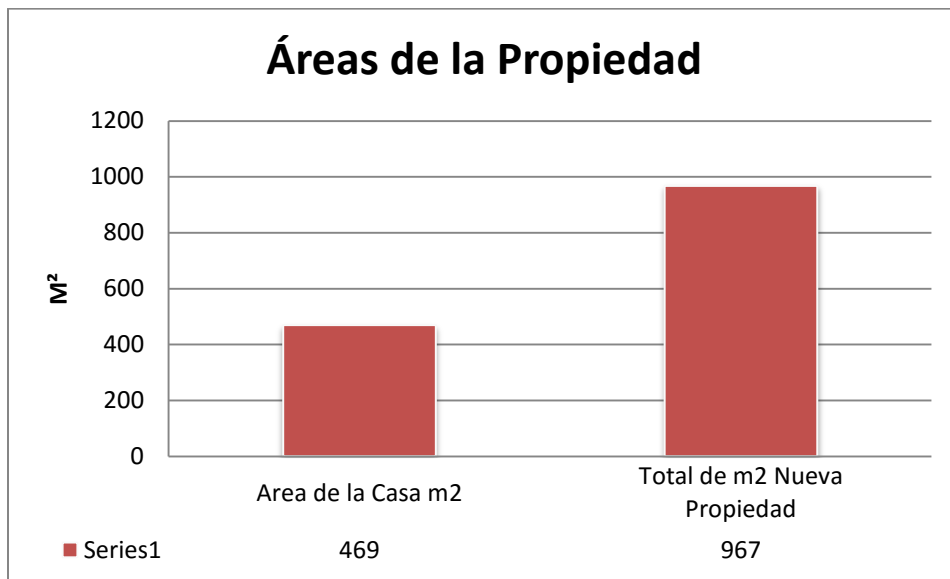 Áreas de la Propiedad
M²
1200
1000
800
600
400
200
0
Area de la Casa m2
Total de m2 Nueva
Propiedad
Series1 469 967